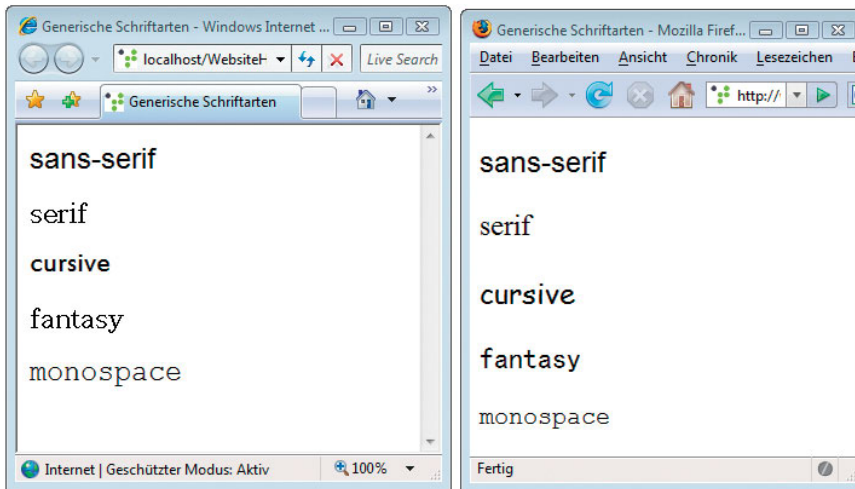 Generische Schriftarten - Windows Internet ...
localhost/WebsiteH
Live Search
Generische Schriftarten
sans-serif
serif
cursive
fantasy
monospace
Internet | Geschützter Modus: Aktiv
100%
Generische Schriftarten - Mozilla Firef...
Datei Bearbeiten Ansicht Chronik Lesezeichen
http://
sans-serif
serif
cursive
fantasy
monospace
Fertig